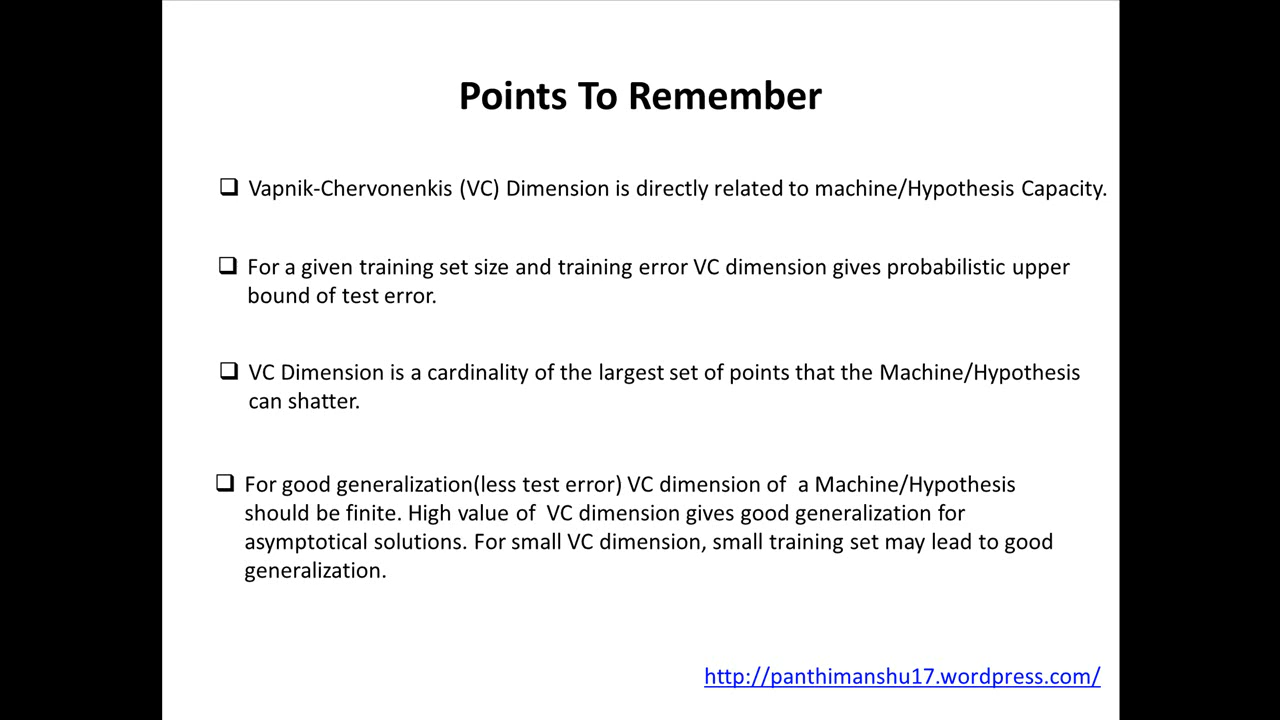 Points To Remember
Vapnik-Chervonenkis (VC) Dimension is directly related to machine/Hypothesis Capacity.
For a given training set size and training error VC dimension gives probabilistic upper
bound of test error.
VC Dimension is a cardinality of the largest set of points that the Machine/Hypothesis
can shatter.
For good generalization(less test error) VC dimension of  a Machine/Hypothesis
should be finite. High value of  VC dimension gives good generalization for
asymptotical solutions. For small VC dimension, small training set may lead to good
generalization.
http://panthimanshu17.wordpress.com/